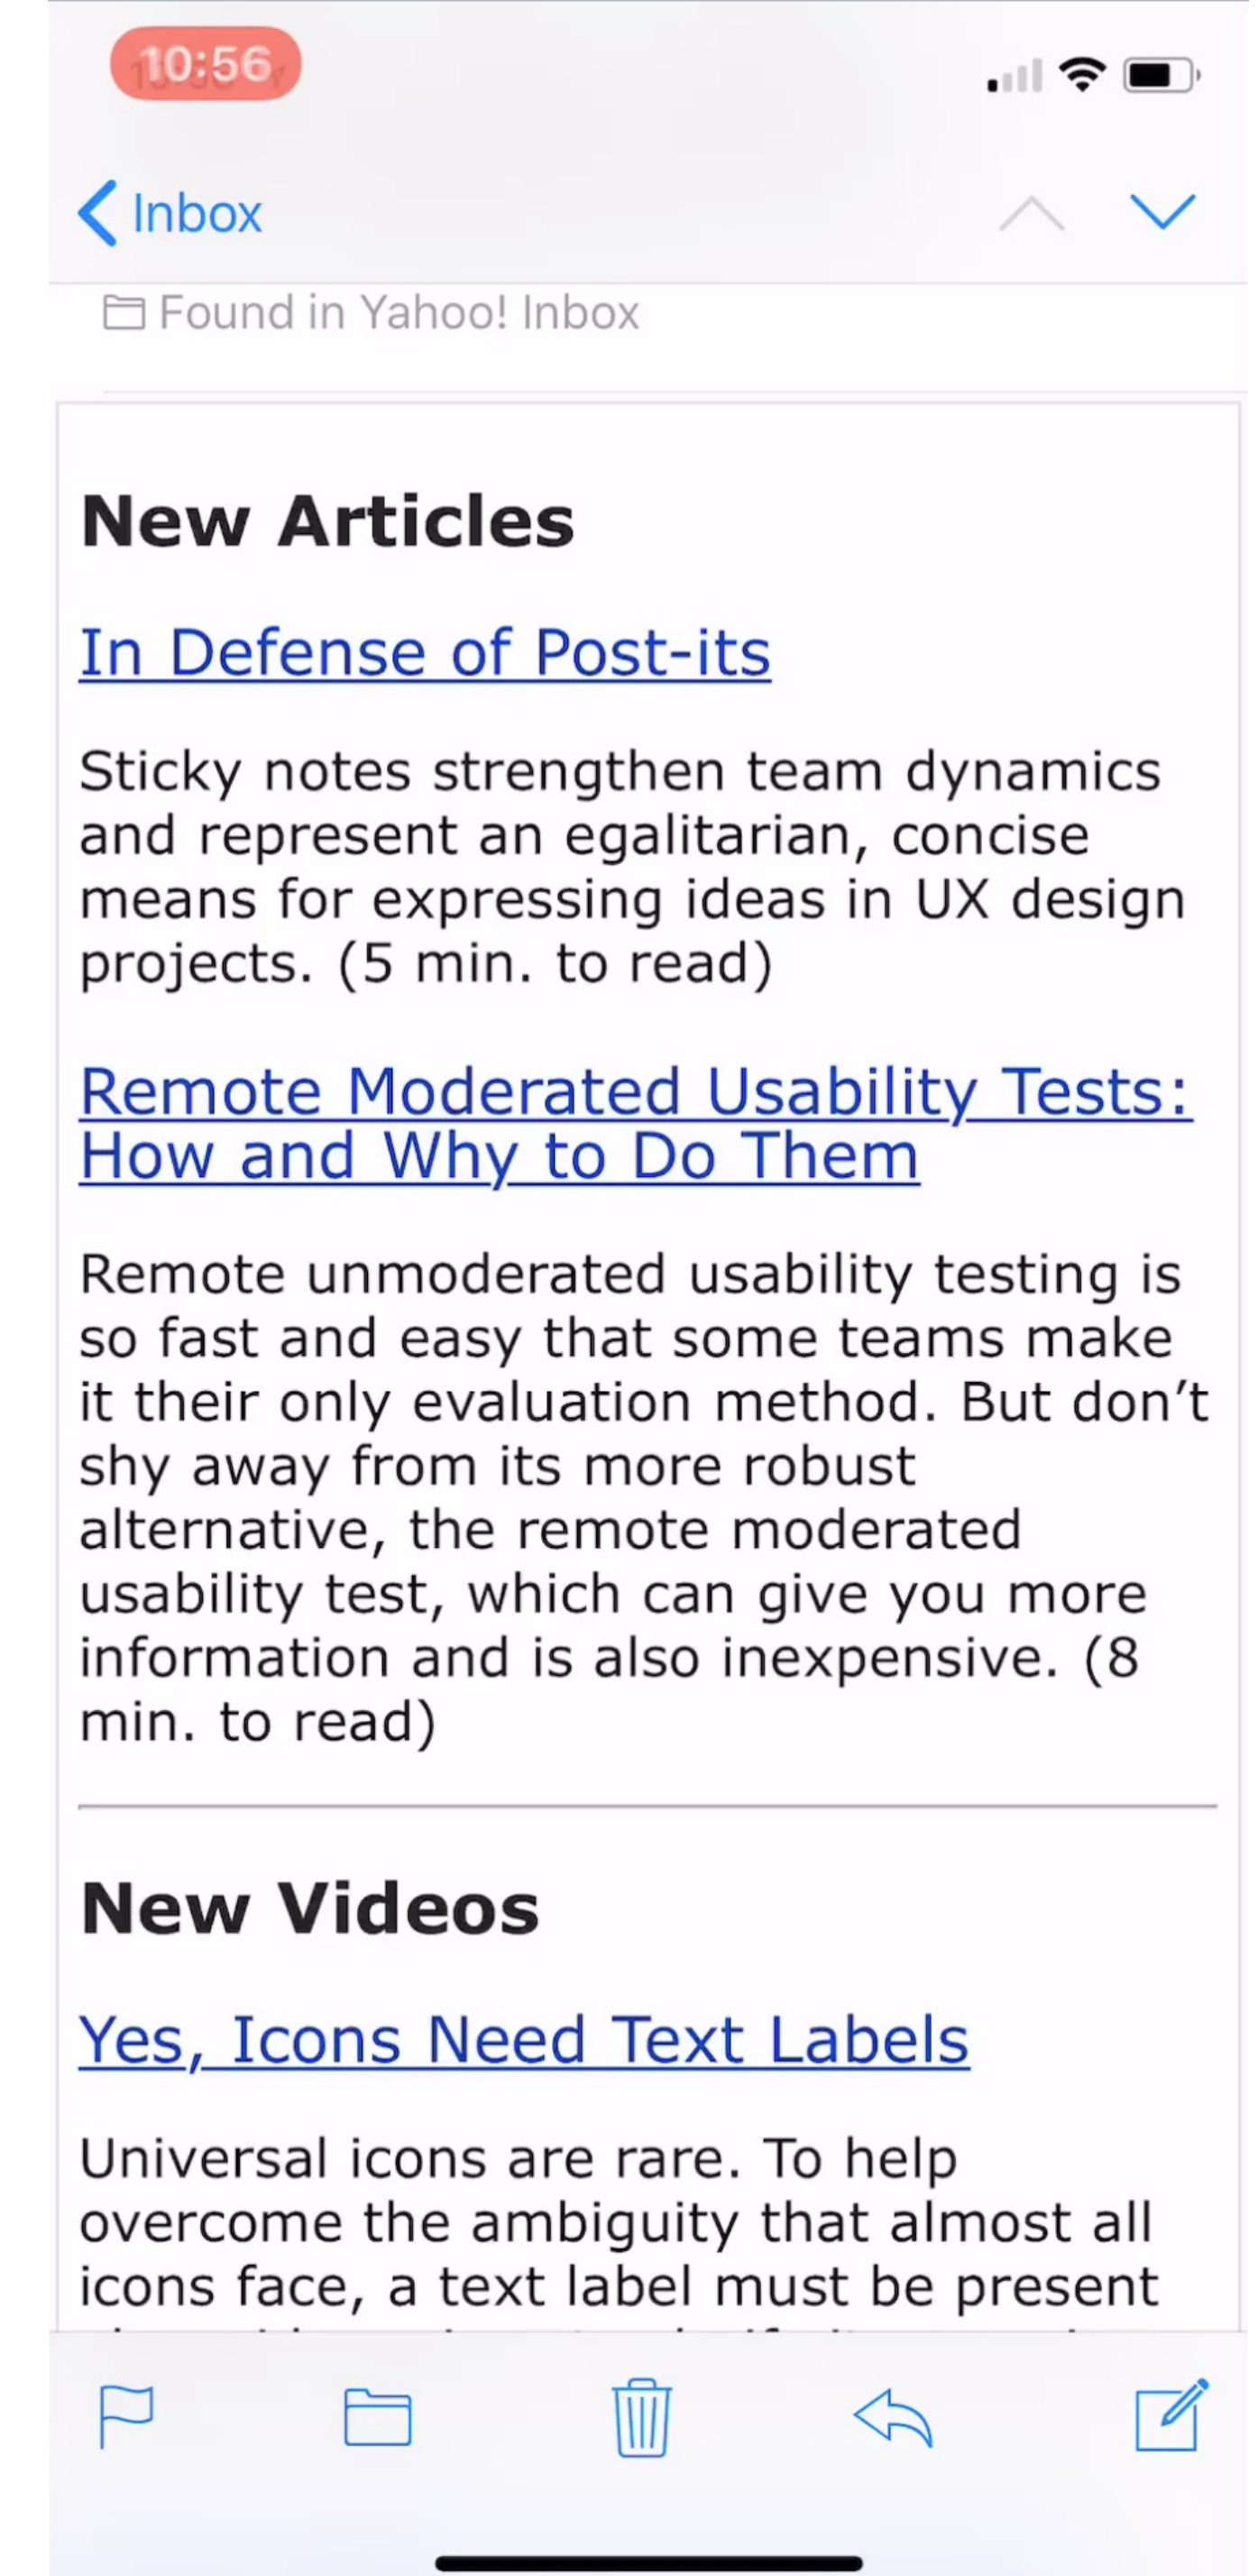 10:56
Inbox
Found in Yahoo! Inbox
New Articles
In Defense of Post-its
Sticky notes strengthen team dynamics
and represent an egalitarian, concise
means for expressing ideas in UX design
projects. (5 min. to read)
Remote Moderated Usability Tests:
How and Why to Do Them
Remote unmoderated usability testing is
so fast and easy that some teams make
it their only evaluation method. But don’t
shy away from its more robust
alternative, the remote moderated
usability test, which can give you more
information and is also inexpensive. (8
min. to read)
New Videos
Yes, Icons Need Text Labels
Universal icons are rare. To help
overcome the ambiguity that almost all
icons face, a text label must be present